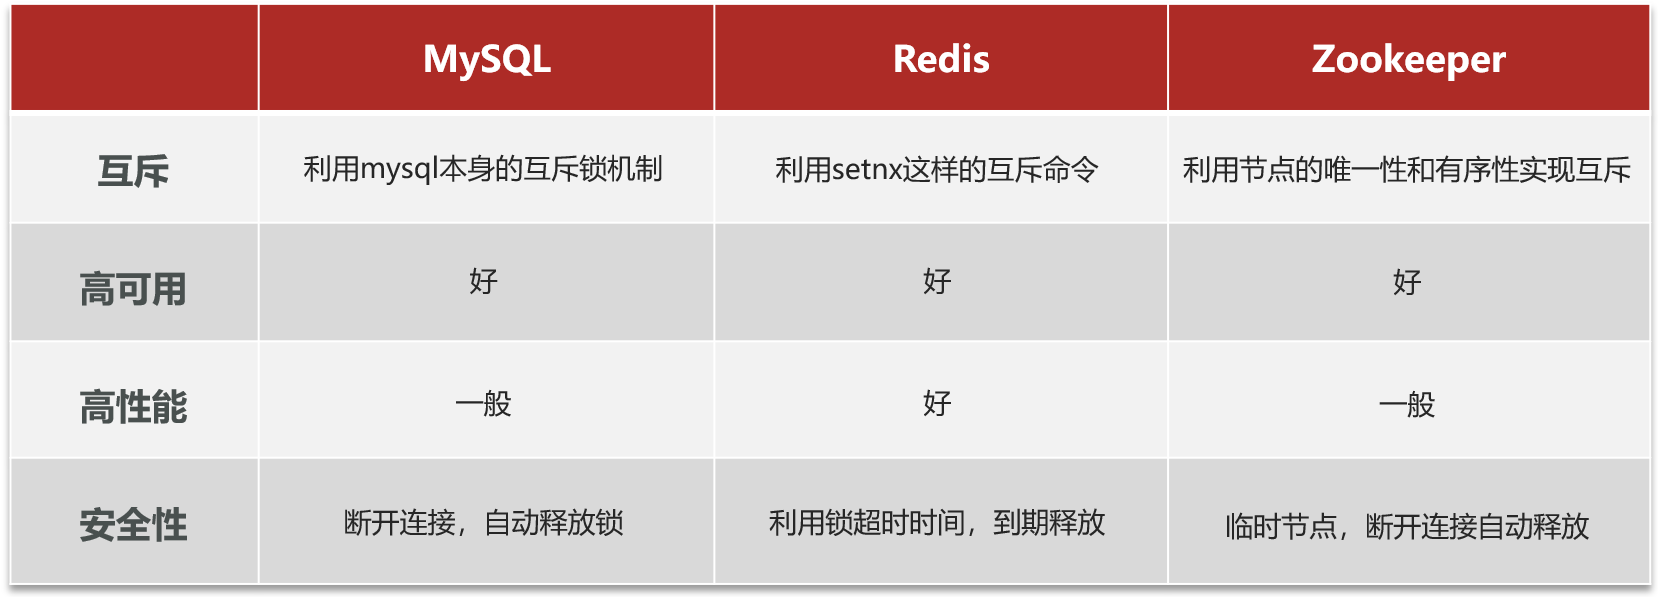 MySQL Redis Zookeeper
互斥 利用mysql本身的互斥锁机制 利用setnx这样的互斥命令 利用节点的唯一性和有序性实现互斥
高可用 好 好 好
高性能 一般 好 一般
安全性 断开连接，自动释放锁 利用锁超时时间，到期释放 临时节点，断开连接自动释放